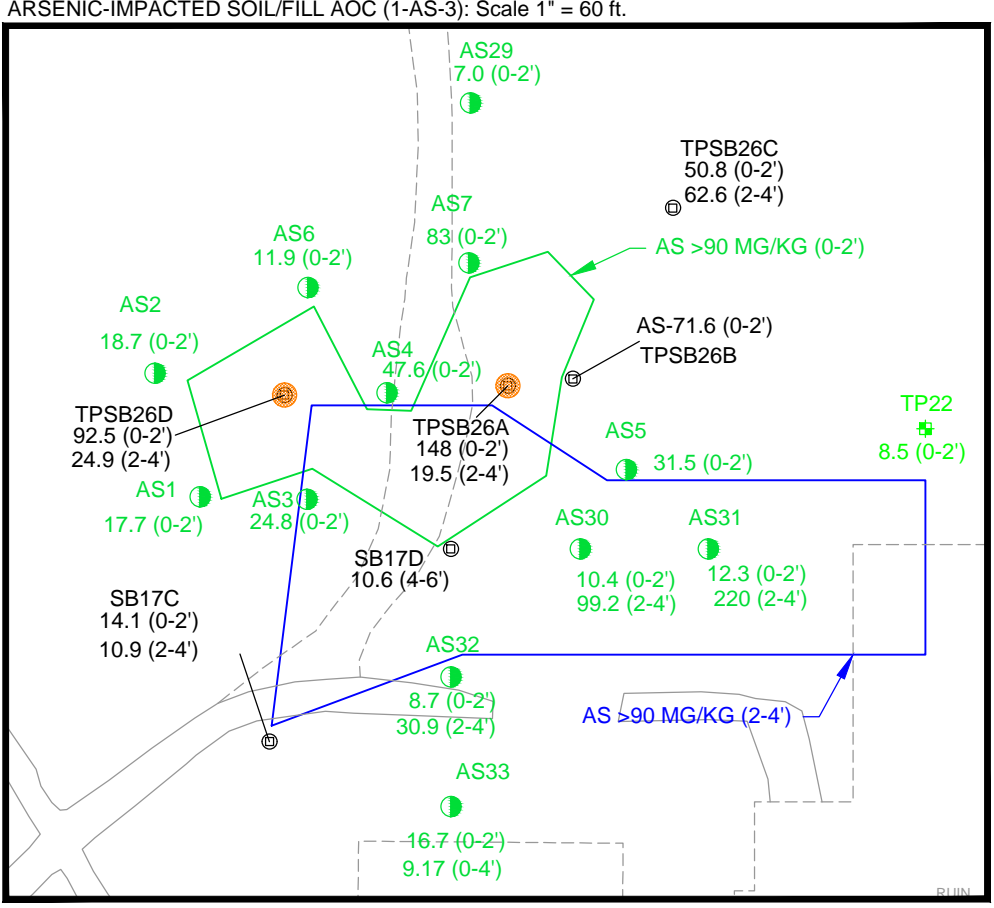 ARSENIC-IMPACTED SOIL/FILL AOC (1-AS-3): Scale 1" = 60 ft.
AS29
7.0 (0-2')
TPSB26C
50.8 (0-2')
62.6 (2-4')
AS7
83 (0-2')
AS6
11.9 (0-2')
AS >90 MG/KG (0-2')
AS2
18.7 (0-2')
AS-71.6 (0-2')
TPSB26B
AS4
47.6 (0-2')
TPSB26D
92.5 (0-2')
24.9 (2-4')
TPSB26A
148 (0-2')
19.5 (2-4')
TP22
8.5 (0-2')
AS5
31.5 (0-2')
AS1
17.7 (0-2')
AS3
24.8 (0-2')
AS30
10.4 (0-2')
99.2 (2-4')
AS31
12.3 (0-2')
220 (2-4')
SB17D
10.6 (4-6')
SB17C
14.1 (0-2')
10.9 (2-4')
AS32
8.7 (0-2')
30.9 (2-4')
AS >90 MG/KG (2-4')
AS33
16.7 (0-2')
9.17 (0-4')
RUIN